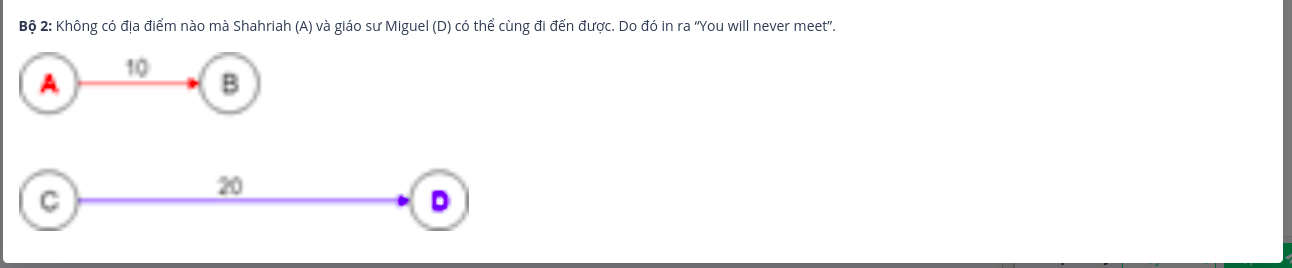 Bộ 2: Không có địa điểm nào mà Shahriah (A) và giáo sư Miguel (D) có thể cùng đi đến được. Do đó in ra “You will never meet”.
10
A B
20
C D